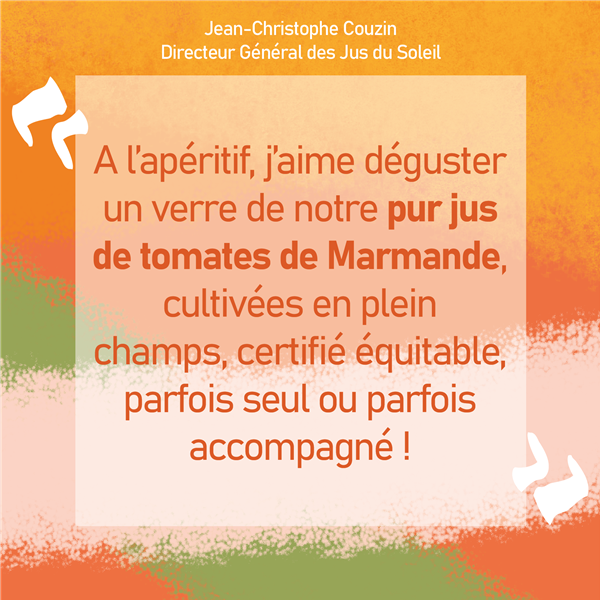 Jean-Christophe Couzin
Directeur Général des Jus du Soleil
A l’apéritif, j’aime déguster
un verre de notre pur jus
de tomates de Marmande,
cultivées en plein
champs, certifié équitable,
parfois seul ou parfois
accompagné !